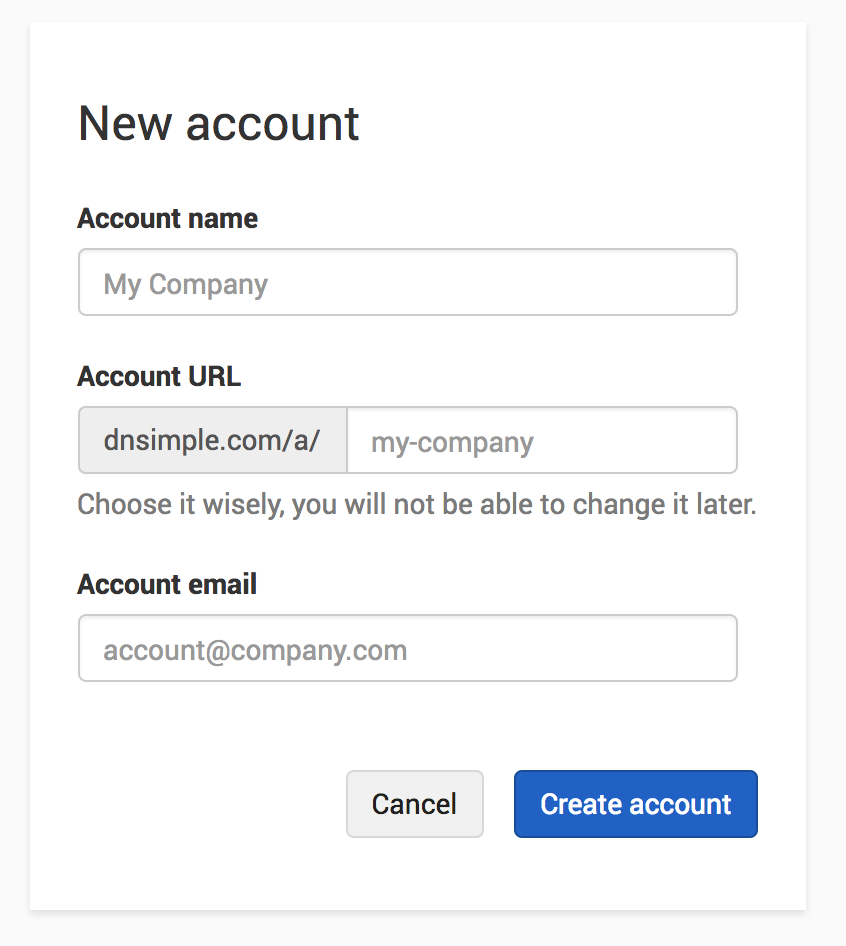 New account
Account name
My Company
Account URL
dnsimple.com/a/ my-company
Choose it wisely, you will not be able to change it later.
Account email
account@company.com
Cancel Create account